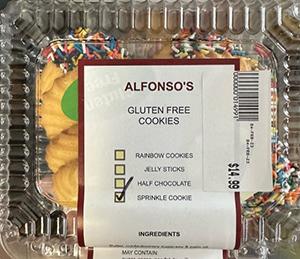 ALFONSO'S
GLUTEN FREE
COOKIES
RAINBOW COOKIES
JELLY STICKS
HALF CHOCOLATE
SPRINKLE COOKIE
INGREDIENTS
MAY CONTAIN
$14.99